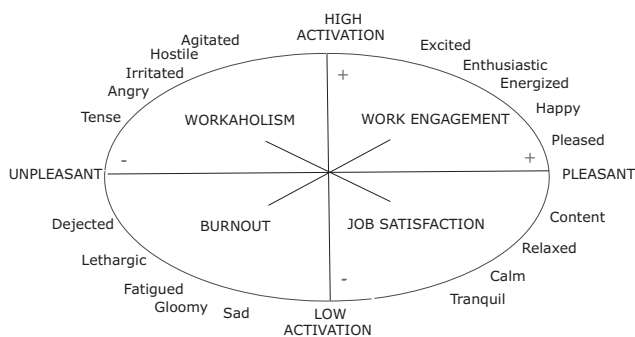 HIGH
ACTIVATION
Agitated
Excited
Hostile
Enthusiastic
Irritated
+
Energized
Angry
Happy
Tense
WORKAHOLISM
WORK ENGAGEMENT
Pleased
-
+
UNPLEASANT
PLEASANT
Dejected
BURNOUT
JOB SATISFACTION
Content
Relaxed
Lethargic
Calm
-
Fatigued
Tranquil
Gloomy
Sad
LOW
ACTIVATION